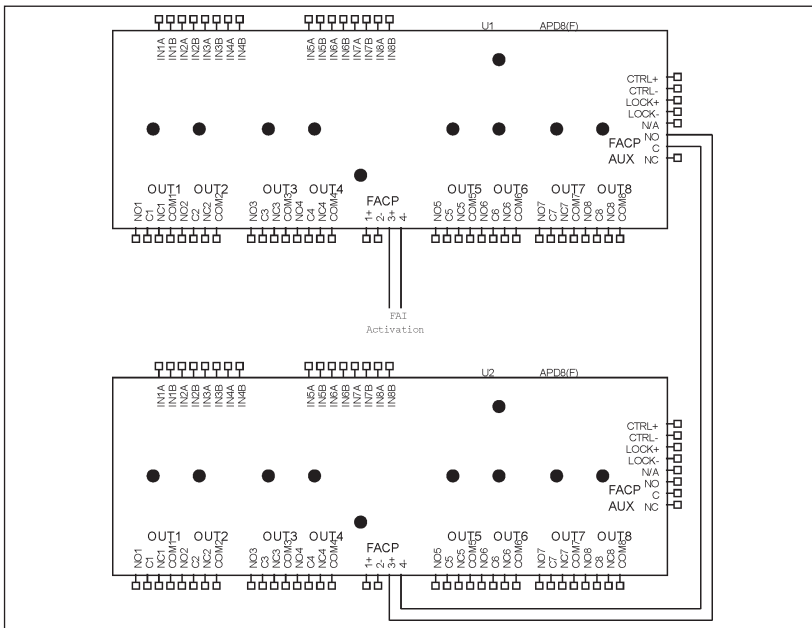 U1 APD8(F)
IN1A IN1B IN2A IN2B IN3A IN3B IN4A IN4B IN5A IN5B IN6A IN6B IN7A IN7B IN8A IN8B
CTRL+
CTRL-
LOCK+
LOCK-
N/A
NO
FACP C
AUX NC
OUT1 OUT2 OUT3 OUT4 FACP OUT5 OUT6 OUT7 OUT8
NO1 C1 NC1 COM1 NO2 C2 NC2 COM2 NO3 C3 NC3 COM3 NO4 C4 NC4 COM4 1+ 2- 3+ 4- NO5 C5 NC5 COM5 NO6 C6 NC6 COM6 NO7 C7 NC7 COM7 NO8 C8 NC8 COM8
FAI
Activation
U2 APD8(F)
IN1A IN1B IN2A IN2B IN3A IN3B IN4A IN4B IN5A IN5B IN6A IN6B IN7A IN7B IN8A IN8B
CTRL+
CTRL-
LOCK+
LOCK-
N/A
NO
FACP C
AUX NC
OUT1 OUT2 OUT3 OUT4 FACP OUT5 OUT6 OUT7 OUT8
NO1 C1 NC1 COM1 NO2 C2 NC2 COM2 NO3 C3 NC3 COM3 NO4 C4 NC4 COM4 1+ 2- 3+ 4- NO5 C5 NC5 COM5 NO6 C6 NC6 COM6 NO7 C7 NC7 COM7 NO8 C8 NC8 COM8